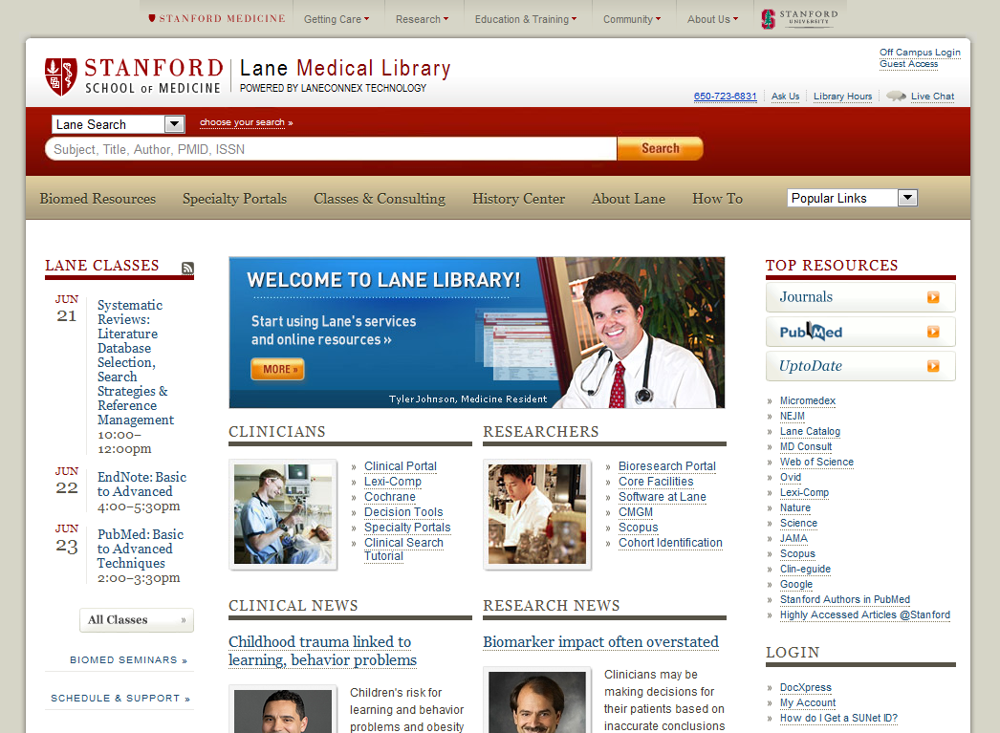 STANFORD MEDICINE
Getting Care
Research
Education & Training
Community
About Us
STANFORD
UNIVERSITY
Off Campus Login
Guest Access
STANFORD
SCHOOL OF MEDICINE
Lane Medical Library
POWERED BY LANECONNEX TECHNOLOGY
650-723-6831
Ask Us
Library Hours
Live Chat
Lane Search
choose your search »
Subject, Title, Author, PMID, ISSN
Search
Biomed Resources
Specialty Portals
Classes & Consulting
History Center
About Lane
How To
Popular Links
LANE CLASSES
JUN
21
Systematic
Reviews:
Literature
Database
Selection,
Search
Strategies &
Reference
Management
10:00–
12:00pm
JUN
22
EndNote: Basic
to Advanced
4:00–5:30pm
JUN
23
PubMed: Basic
to Advanced
Techniques
2:00–3:30pm
All Classes »
BIOMED SEMINARS »
SCHEDULE & SUPPORT »
WELCOME TO LANE LIBRARY!
Start using Lane's services
and online resources »
MORE »
Tyler Johnson, Medicine Resident
CLINICIANS
» Clinical Portal
» Lexi-Comp
» Cochrane
» Decision Tools
» Specialty Portals
» Clinical Search
Tutorial
RESEARCHERS
» Bioresearch Portal
» Core Facilities
» Software at Lane
» CMGM
» Scopus
» Cohort Identification
CLINICAL NEWS
Childhood trauma linked to
learning, behavior problems
Children's risk for
learning and behavior
problems and obesity
RESEARCH NEWS
Biomarker impact often overstated
Clinicians may be
making decisions for
their patients based on
inaccurate conclusions
TOP RESOURCES
Journals
PubMed
UptoDate
» Micromedex
» NEJM
» Lane Catalog
» MD Consult
» Web of Science
» Ovid
» Lexi-Comp
» Nature
» Science
» JAMA
» Scopus
» Clin-eguide
» Google
» Stanford Authors in PubMed
» Highly Accessed Articles @Stanford
LOGIN
» DocXpress
» My Account
» How do I Get a SUNet ID?